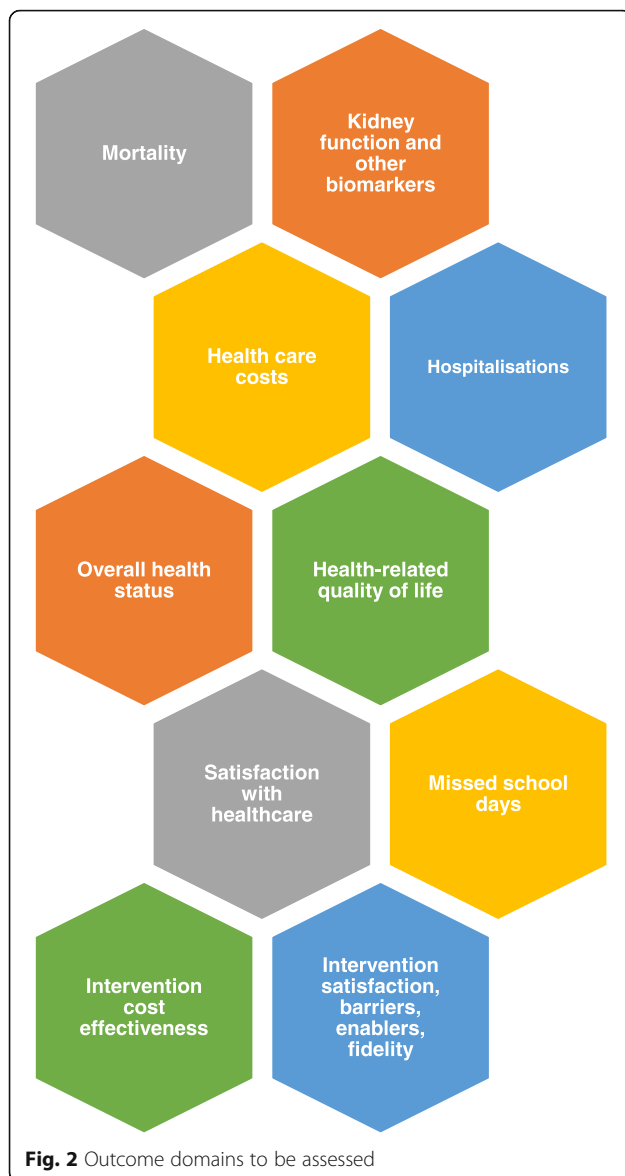 Mortality
Kidney
function and
other
biomarkers
Health care
costs
Hospitalisations
Overall health
status
Health-related
quality of life
Satisfaction
with
healthcare
Missed school
days
Intervention
cost
effectiveness
Intervention
satisfaction,
barriers,
enablers,
fidelity
Fig. 2 Outcome domains to be assessed